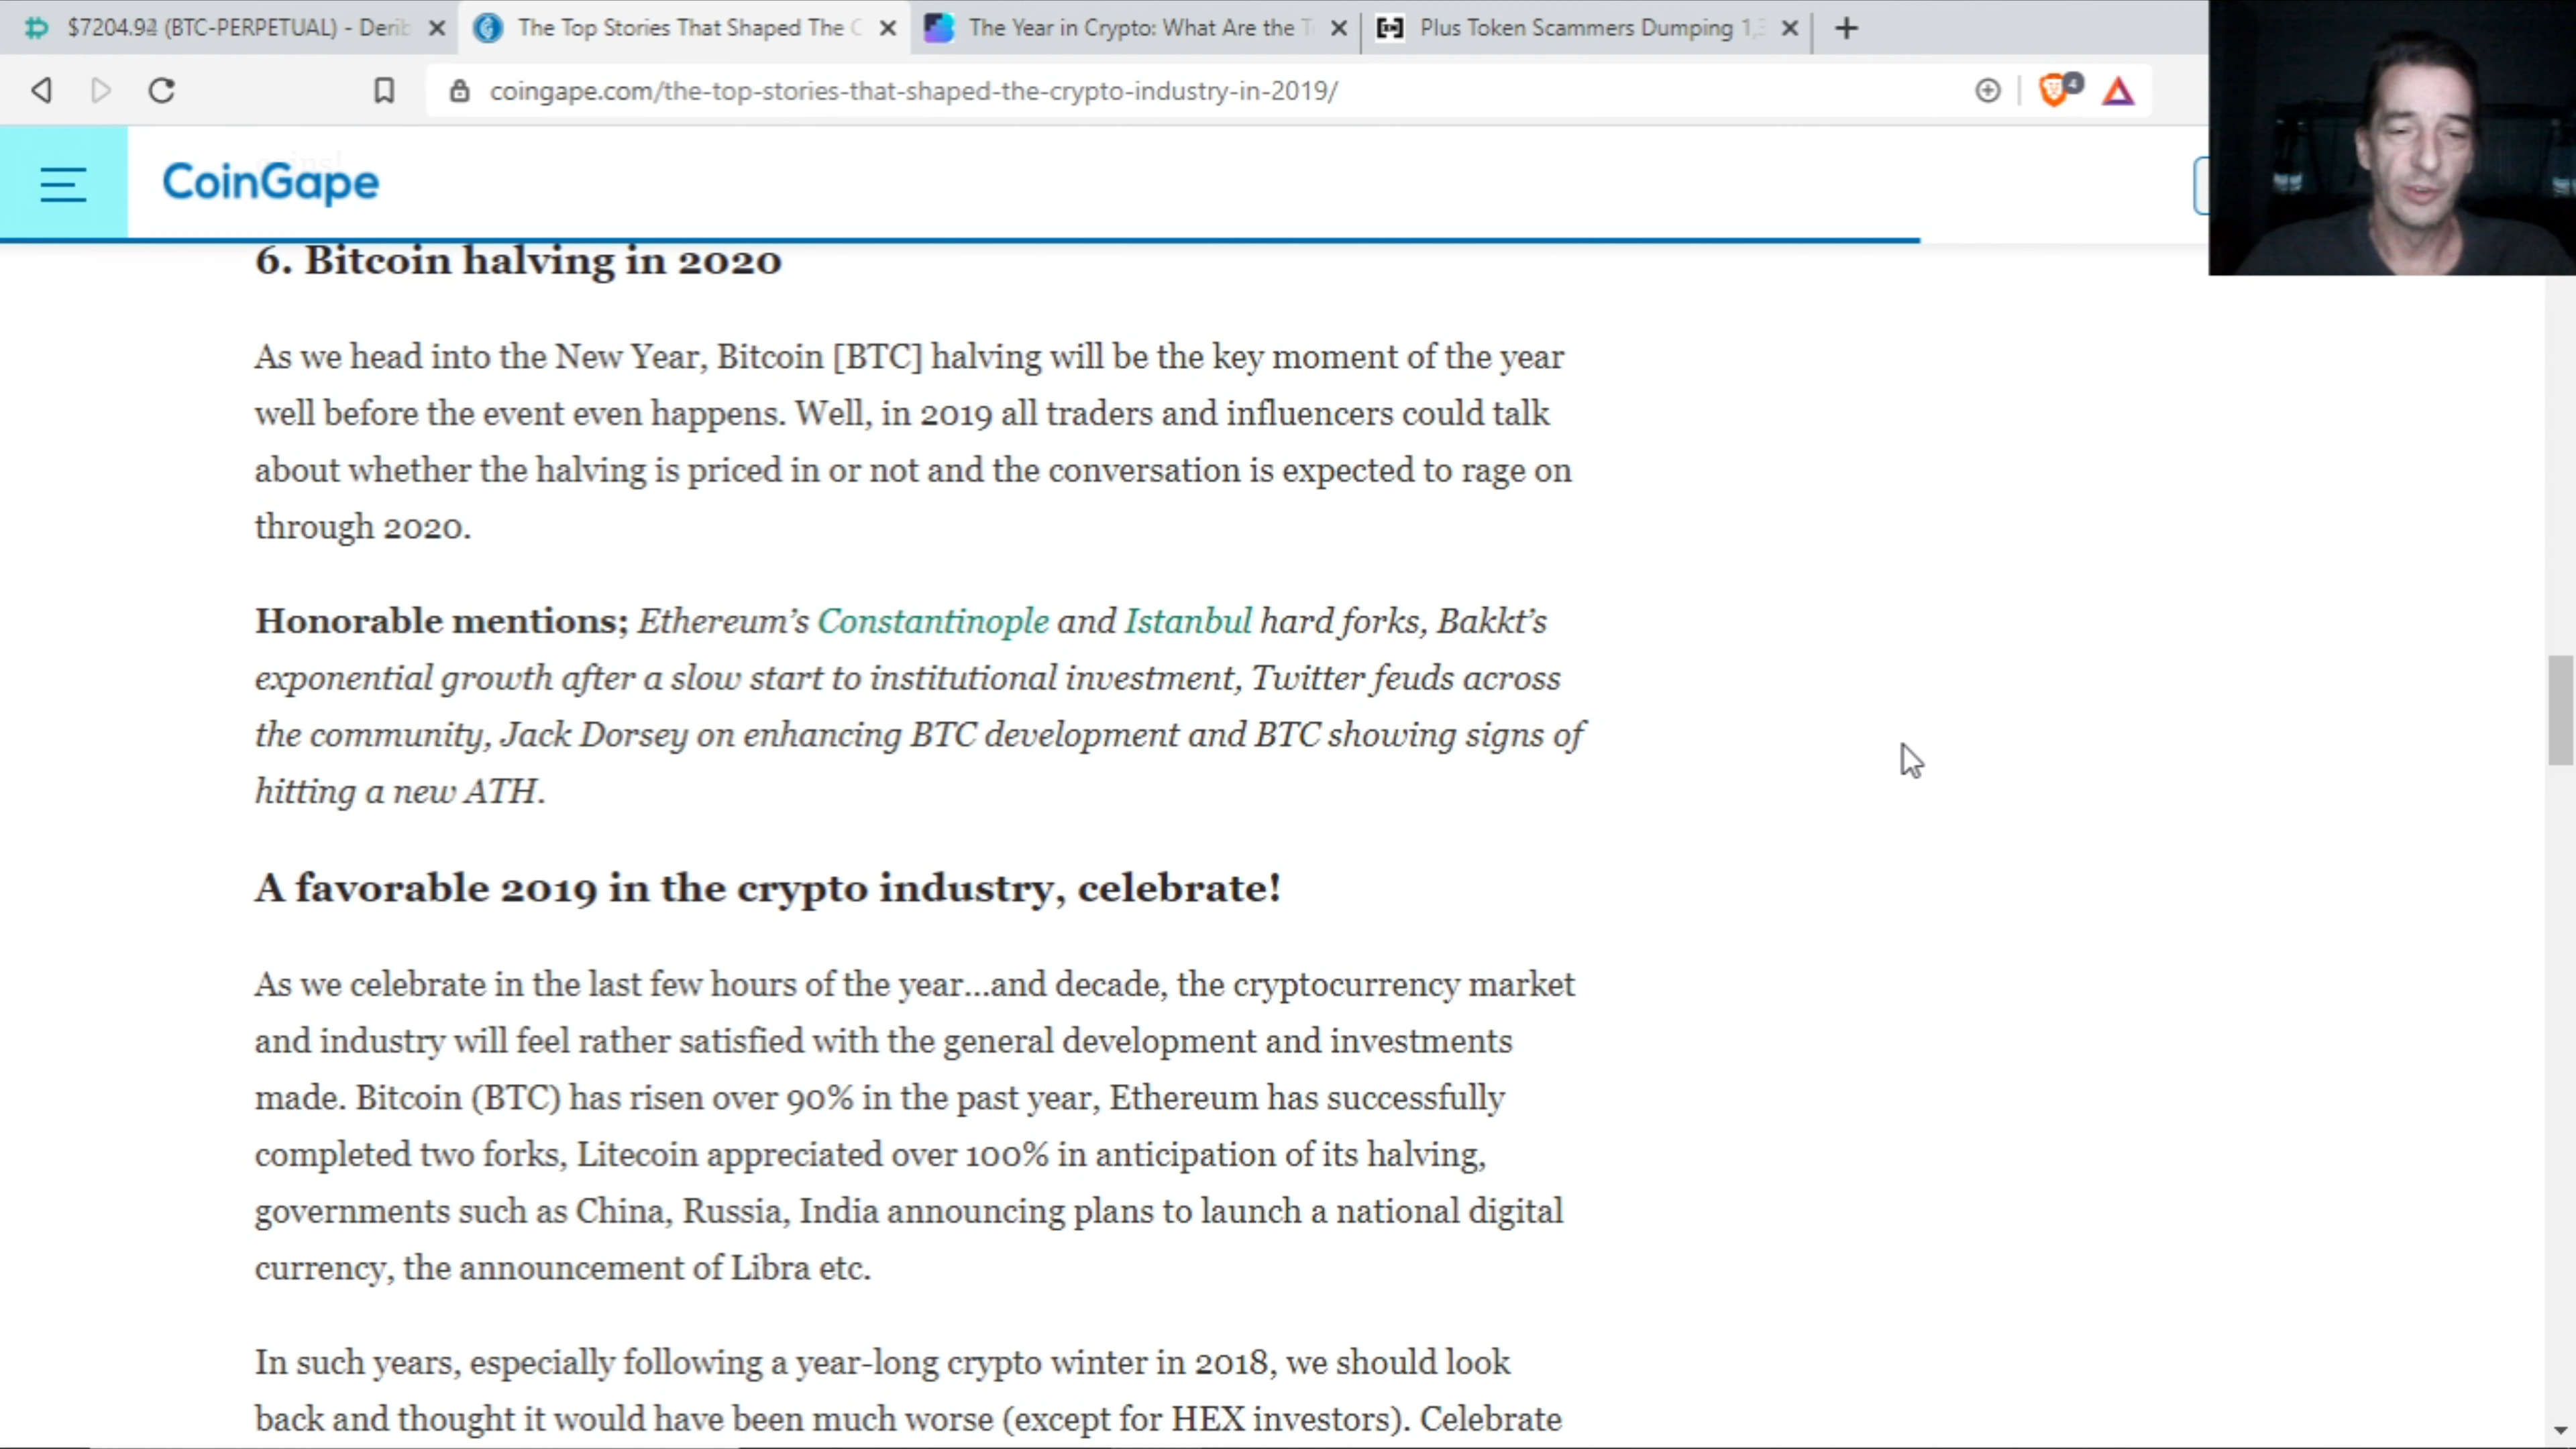 $7204.94 (BTC-PERPETUAL) - Derib
The Top Stories That Shaped The C
The Year in Crypto: What Are the T
Plus Token Scammers Dumping 1,3
coingape.com/the-top-stories-that-shaped-the-crypto-industry-in-2019/
4
CoinGape
6. Bitcoin halving in 2020
As we head into the New Year, Bitcoin [BTC] halving will be the key moment of the year
well before the event even happens. Well, in 2019 all traders and influencers could talk
about whether the halving is priced in or not and the conversation is expected to rage on
through 2020.
Honorable mentions; Ethereum’s Constantinople and Istanbul hard forks, Bakkt’s
exponential growth after a slow start to institutional investment, Twitter feuds across
the community, Jack Dorsey on enhancing BTC development and BTC showing signs of
hitting a new ATH.
A favorable 2019 in the crypto industry, celebrate!
As we celebrate in the last few hours of the year...and decade, the cryptocurrency market
and industry will feel rather satisfied with the general development and investments
made. Bitcoin (BTC) has risen over 90% in the past year, Ethereum has successfully
completed two forks, Litecoin appreciated over 100% in anticipation of its halving,
governments such as China, Russia, India announcing plans to launch a national digital
currency, the announcement of Libra etc.
In such years, especially following a year-long crypto winter in 2018, we should look
back and thought it would have been much worse (except for HEX investors). Celebrate